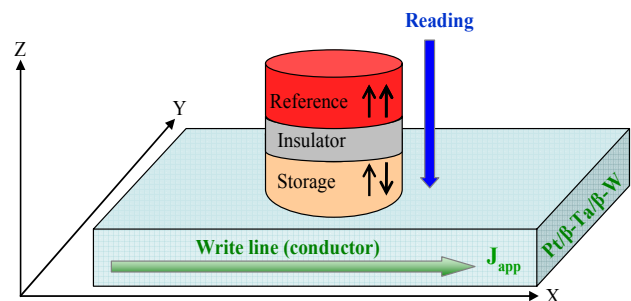 Z
Reading
Y
Reference
Insulator
Storage
Write line (conductor)
J_app
Pt/β-Ta/β-W
X